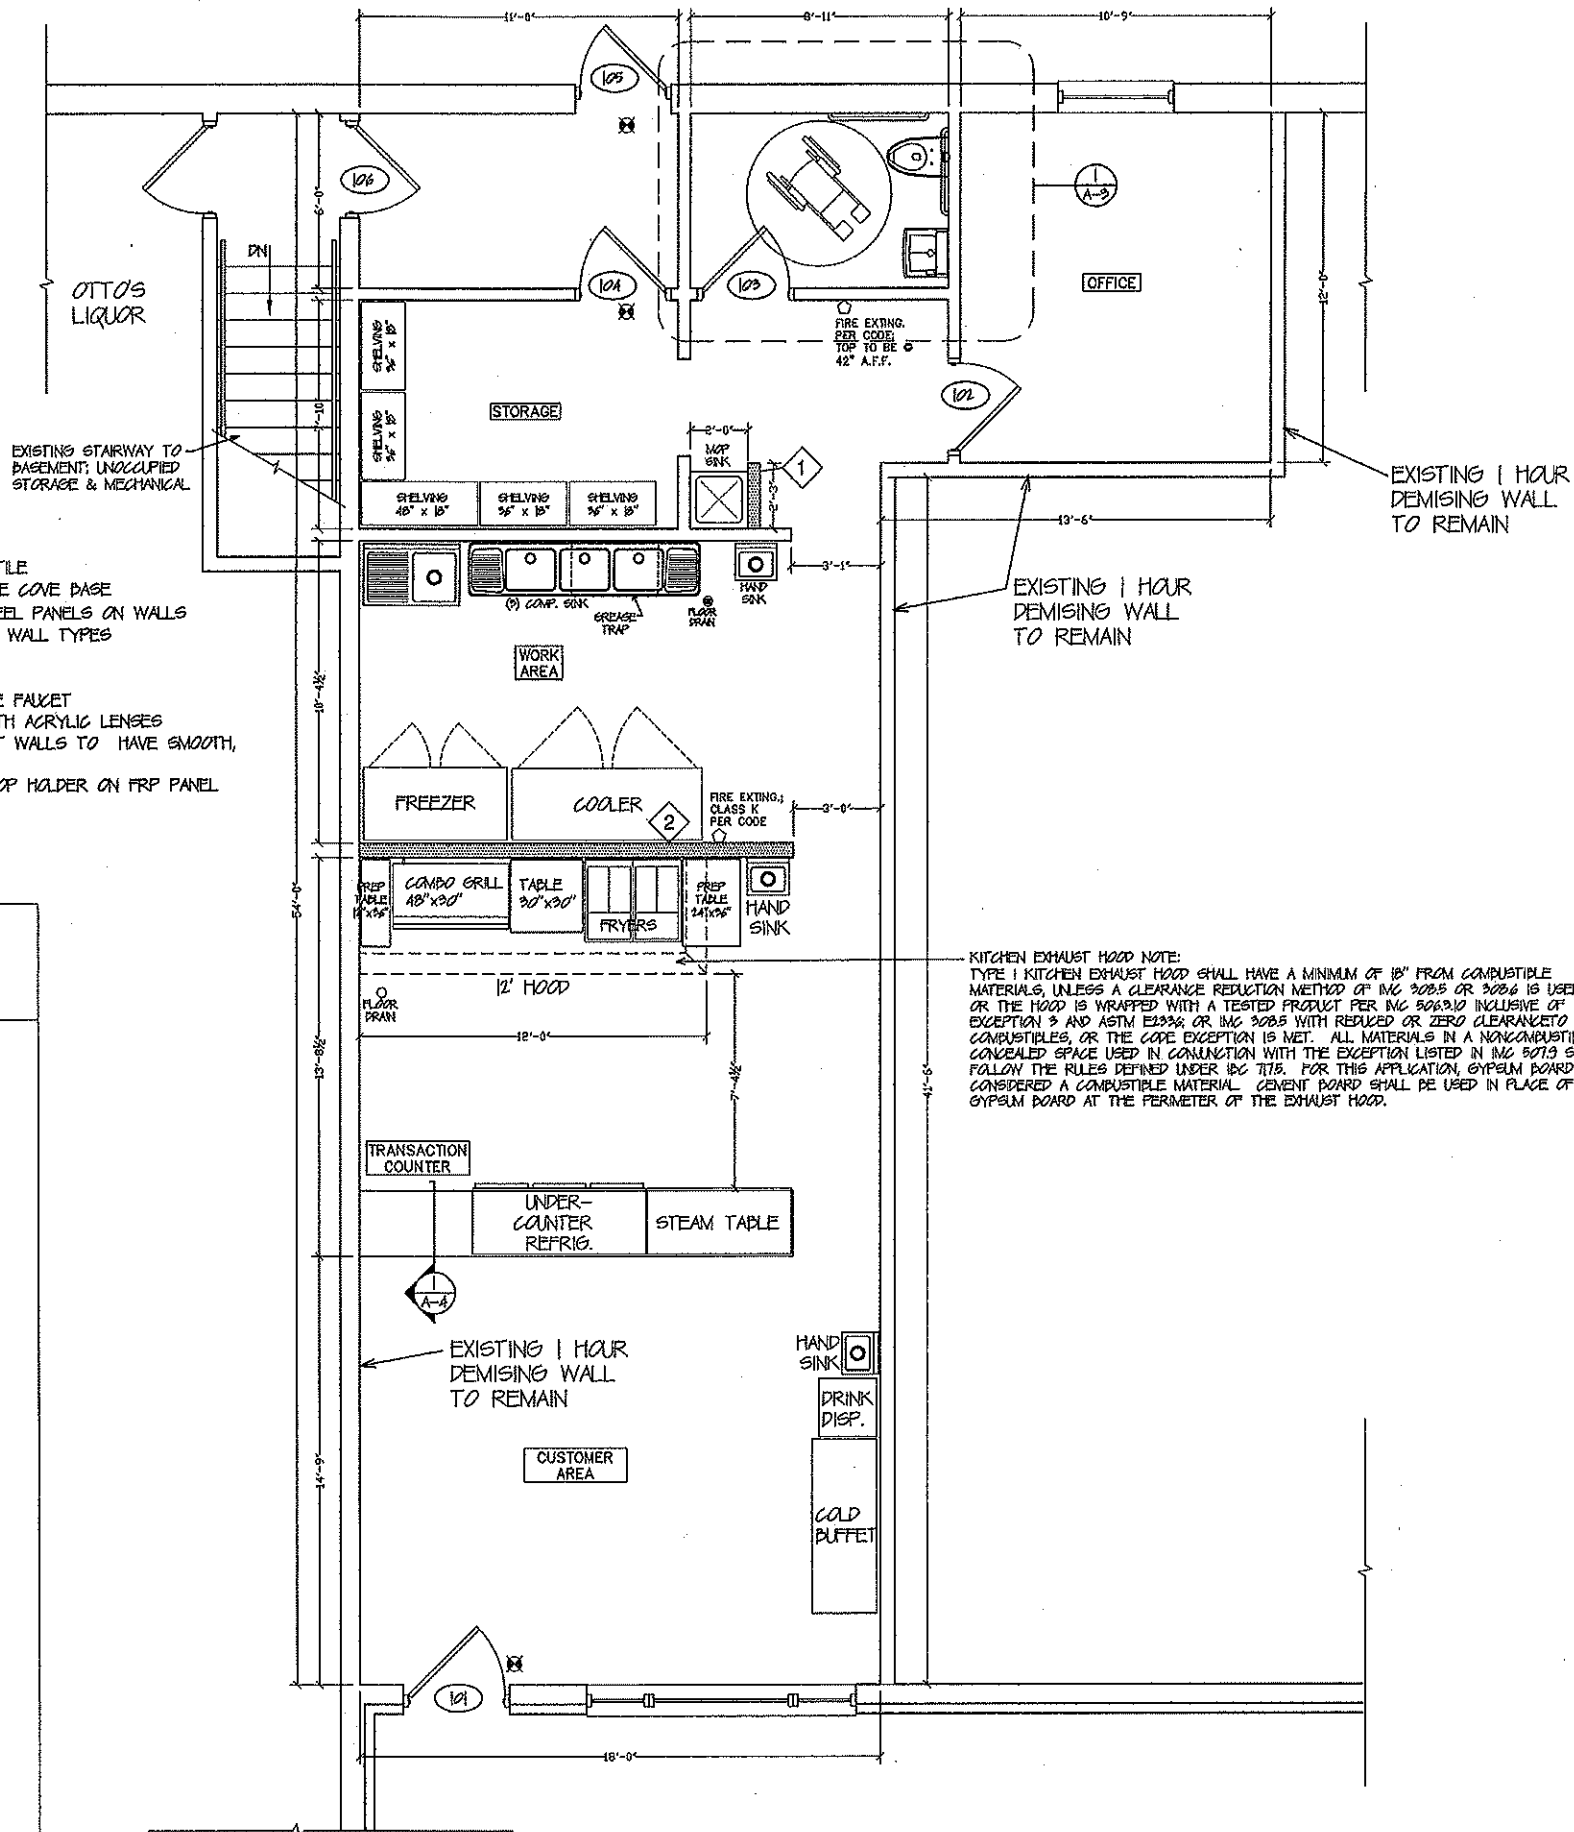 11'-0"
8'-11"
10'-9"
105
106
6'-0"
DN
OTTO'S
LIQUOR
1
A-3
OFFICE
12'-0"
104
103
FIRE EXTING.
PER CODE;
TOP TO BE @
42" A.F.F.
SHELVING
36" x 18"
SHELVING
36" x 18"
102
STORAGE
2'-0"
MOP
SINK
1
2'-3"
EXISTING STAIRWAY TO
BASEMENT; UNOCCUPIED
STORAGE & MECHANICAL
SHELVING
48" x 18"
SHELVING
36" x 18"
SHELVING
36" x 18"
EXISTING 1 HOUR
DEMISING WALL
TO REMAIN
13'-6"
3'-1"
TILE
E COVE BASE
EEL PANELS ON WALLS
WALL TYPES
(3) COMP. SINK
GREASE
TRAP
FLOOR
DRAIN
HAND
SINK
EXISTING 1 HOUR
DEMISING WALL
TO REMAIN
WORK
AREA
10'-4½"
E FAUCET
TH ACRYLIC LENSES
T WALLS TO HAVE SMOOTH,
OP HOLDER ON FRP PANEL
FREEZER
COOLER
2
FIRE EXTING.;
CLASS K
PER CODE
3'-0"
54'-0"
PREP
TABLE
COMBO GRILL
48"x30"
TABLE
30"x30"
FRYERS
PREP
TABLE
24"x36"
HAND
SINK
12' HOOD
FLOOR
DRAIN
12'-0"
13'-8½"
7'-4½"
41'-6"
KITCHEN EXHAUST HOOD NOTE:
TYPE 1 KITCHEN EXHAUST HOOD SHALL HAVE A MINIMUM OF 18" FROM COMBUSTIBLE
MATERIALS, UNLESS A CLEARANCE REDUCTION METHOD OF IMC 308.5 OR 308.6 IS USE
OR THE HOOD IS WRAPPED WITH A TESTED PRODUCT PER IMC 506.3.10 INCLUSIVE OF
EXCEPTION 3 AND ASTM E2336; OR IMC 308.5 WITH REDUCED OR ZERO CLEARANCETO
COMBUSTIBLES, OR THE CODE EXCEPTION IS MET. ALL MATERIALS IN A NONCOMBUSTI
CONCEALED SPACE USED IN CONJUNCTION WITH THE EXCEPTION LISTED IN IMC 507.9 S
FOLLOW THE RULES DEFINED UNDER IBC 717.5. FOR THIS APPLICATION, GYPSUM BOARD
CONSIDERED A COMBUSTIBLE MATERIAL. CEMENT BOARD SHALL BE USED IN PLACE OF
GYPSUM BOARD AT THE PERIMETER OF THE EXHAUST HOOD.
TRANSACTION
COUNTER
UNDER-
COUNTER
REFRIG.
STEAM TABLE
1
A-4
EXISTING 1 HOUR
DEMISING WALL
TO REMAIN
HAND
SINK
DRINK
DISP.
CUSTOMER
AREA
14'-9"
COLD
BUFFET
101
18'-0"